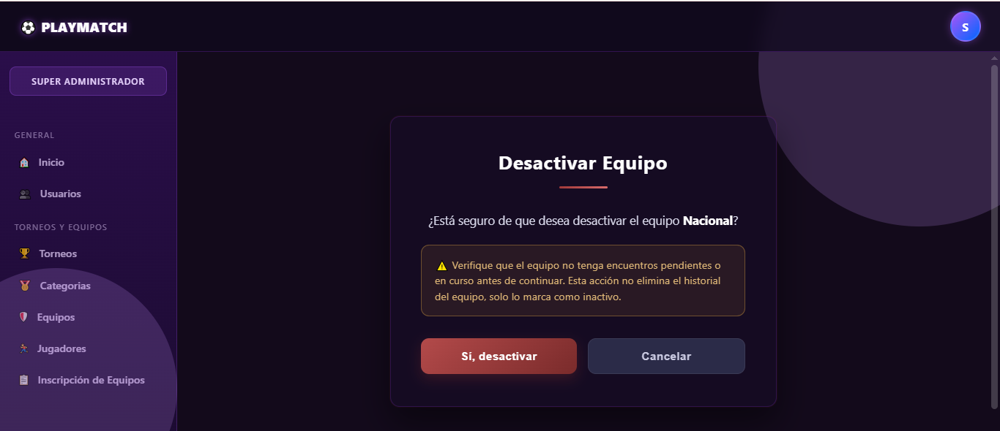 PLAYMATCH
S
SUPER ADMINISTRADOR
GENERAL
Inicio
Usuarios
TORNEOS Y EQUIPOS
Torneos
Categorias
Equipos
Jugadores
Inscripción de Equipos
Desactivar Equipo
¿Está seguro de que desea desactivar el equipo Nacional?
⚠️ Verifique que el equipo no tenga encuentros pendientes o
en curso antes de continuar. Esta acción no elimina el historial
del equipo, solo lo marca como inactivo.
Sí, desactivar
Cancelar